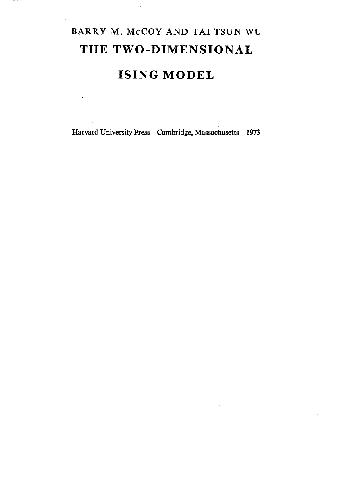 BARRY M. McCOY AND TAI TSUN WU
THE TWO-DIMENSIONAL
ISING MODEL
Harvard University Press Cambridge, Massachusetts 1973